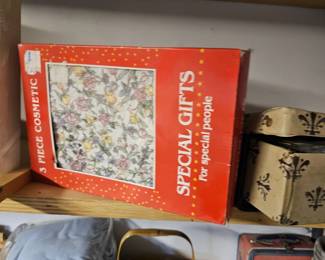 3 PIECE COSMETIC
SPECIAL GIFTS
For special people